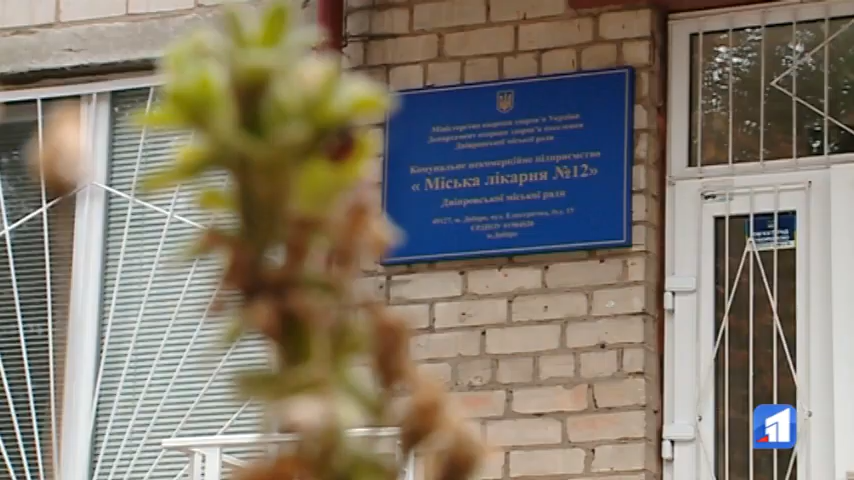 Міністерство охорони здоров'я України
Департамент охорони здоров'я населення
Дніпровської міської ради
Комунальне некомерційне підприємство
« Міська лікарня №12»
Дніпровської міської ради
м.Дніпро